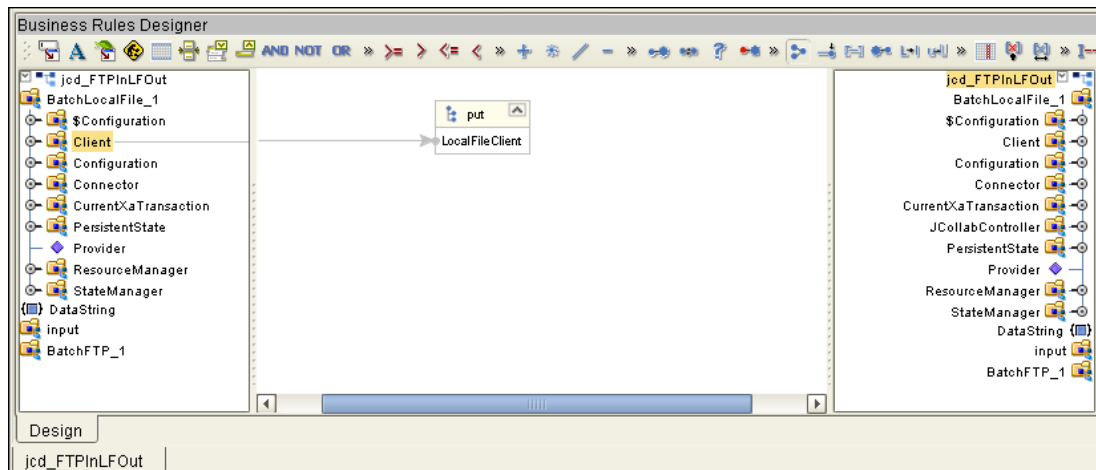 Business Rules Designer
AND NOT OR » >= > <= < » + / - » ? » »
jcd_FTPInLFOut
BatchLocalFile_1
$Configuration
Client
Configuration
Connector
CurrentXaTransaction
PersistentState
Provider
ResourceManager
StateManager
DataString
input
BatchFTP_1
put
LocalFileClient
jcd_FTPInLFOut
BatchLocalFile_1
$Configuration
Client
Configuration
Connector
CurrentXaTransaction
JCollabController
PersistentState
Provider
ResourceManager
StateManager
DataString
input
BatchFTP_1
Design
jcd_FTPInLFOut